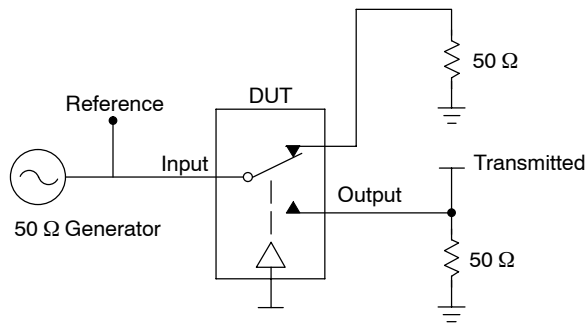 50 Ω
DUT
Reference
Input
Transmitted
Output
50 Ω Generator
50 Ω